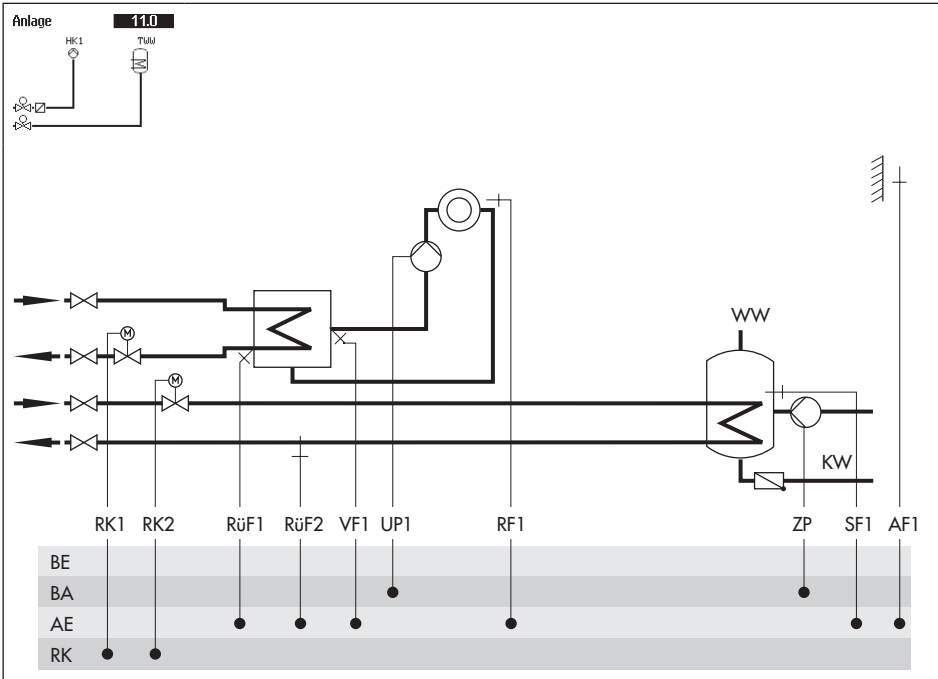 Anlage 11.0
HK1 TWW
M
M
WW
KW
RK1 RK2 RüF1 RüF2 VF1 UP1 RF1 ZP SF1 AF1
BE
BA
AE
RK